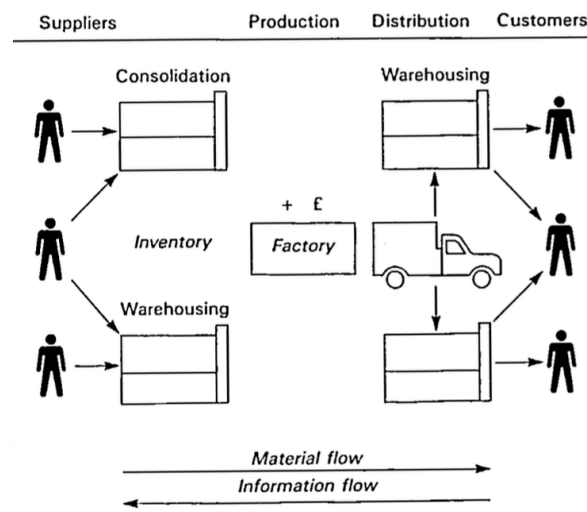 Suppliers Production Distribution Customers
Consolidation Warehousing
+ £
Inventory Factory
Warehousing
Material flow
Information flow